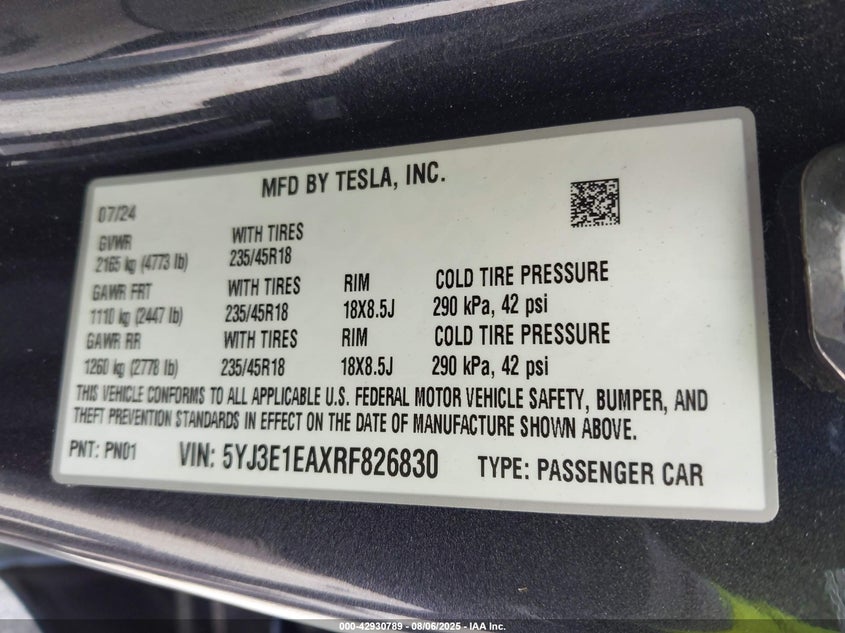 MFD BY TESLA, INC.
07/24
GVWR WITH TIRES
2165 kg (4773 lb) 235/45R18
GAWR FRT WITH TIRES RIM COLD TIRE PRESSURE
1110 kg (2447 lb) 235/45R18 18X8.5J 290 kPa, 42 psi
GAWR RR WITH TIRES RIM COLD TIRE PRESSURE
1260 kg (2778 lb) 235/45R18 18X8.5J 290 kPa, 42 psi
THIS VEHICLE CONFORMS TO ALL APPLICABLE U.S. FEDERAL MOTOR VEHICLE SAFETY, BUMPER, AND
THEFT PREVENTION STANDARDS IN EFFECT ON THE DATE OF MANUFACTURE SHOWN ABOVE.
PNT: PN01 VIN: 5YJ3E1EAXRF826830 TYPE: PASSENGER CAR
000-42930789 - 08/06/2025 - IAA Inc.